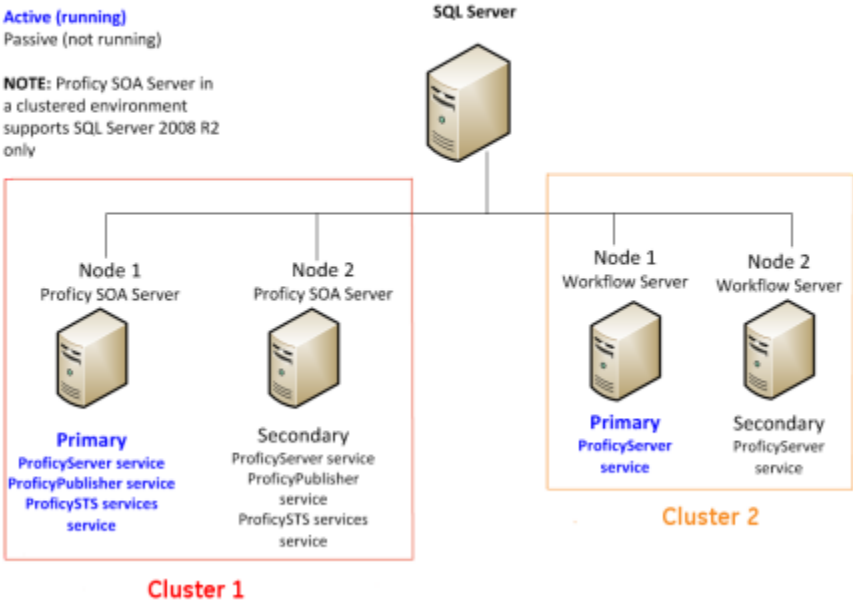 Active (running)
Passive (not running)
NOTE: Proficy SOA Server in
a clustered environment
supports SQL Server 2008 R2
only
SQL Server
Node 1
Proficy SOA Server
Node 2
Proficy SOA Server
Node 1
Workflow Server
Node 2
Workflow Server
Primary
ProficyServer service
ProficyPublisher service
ProficySTS services
service
Secondary
ProficyServer service
ProficyPublisher
service
ProficySTS services
service
Primary
ProficyServer
service
Secondary
ProficyServer
service
Cluster 1
Cluster 2